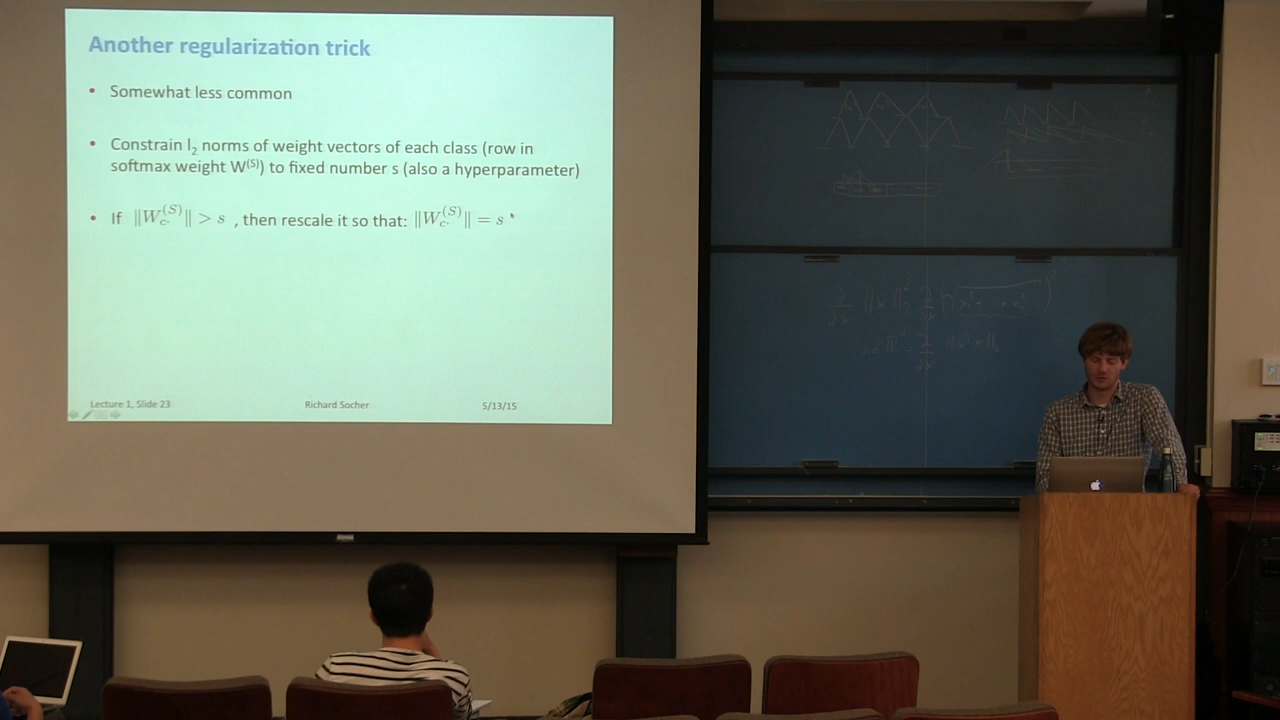 Another regularization trick
• Somewhat less common
• Constrain l₂ norms of weight vectors of each class (row in
softmax weight W⁽ˢ⁾) to fixed number s (also a hyperparameter)
• If ‖W_c·^(S)‖ > s , then rescale it so that: ‖W_c·^(S)‖ = s
Lecture 1, Slide 23 Richard Socher 5/13/15